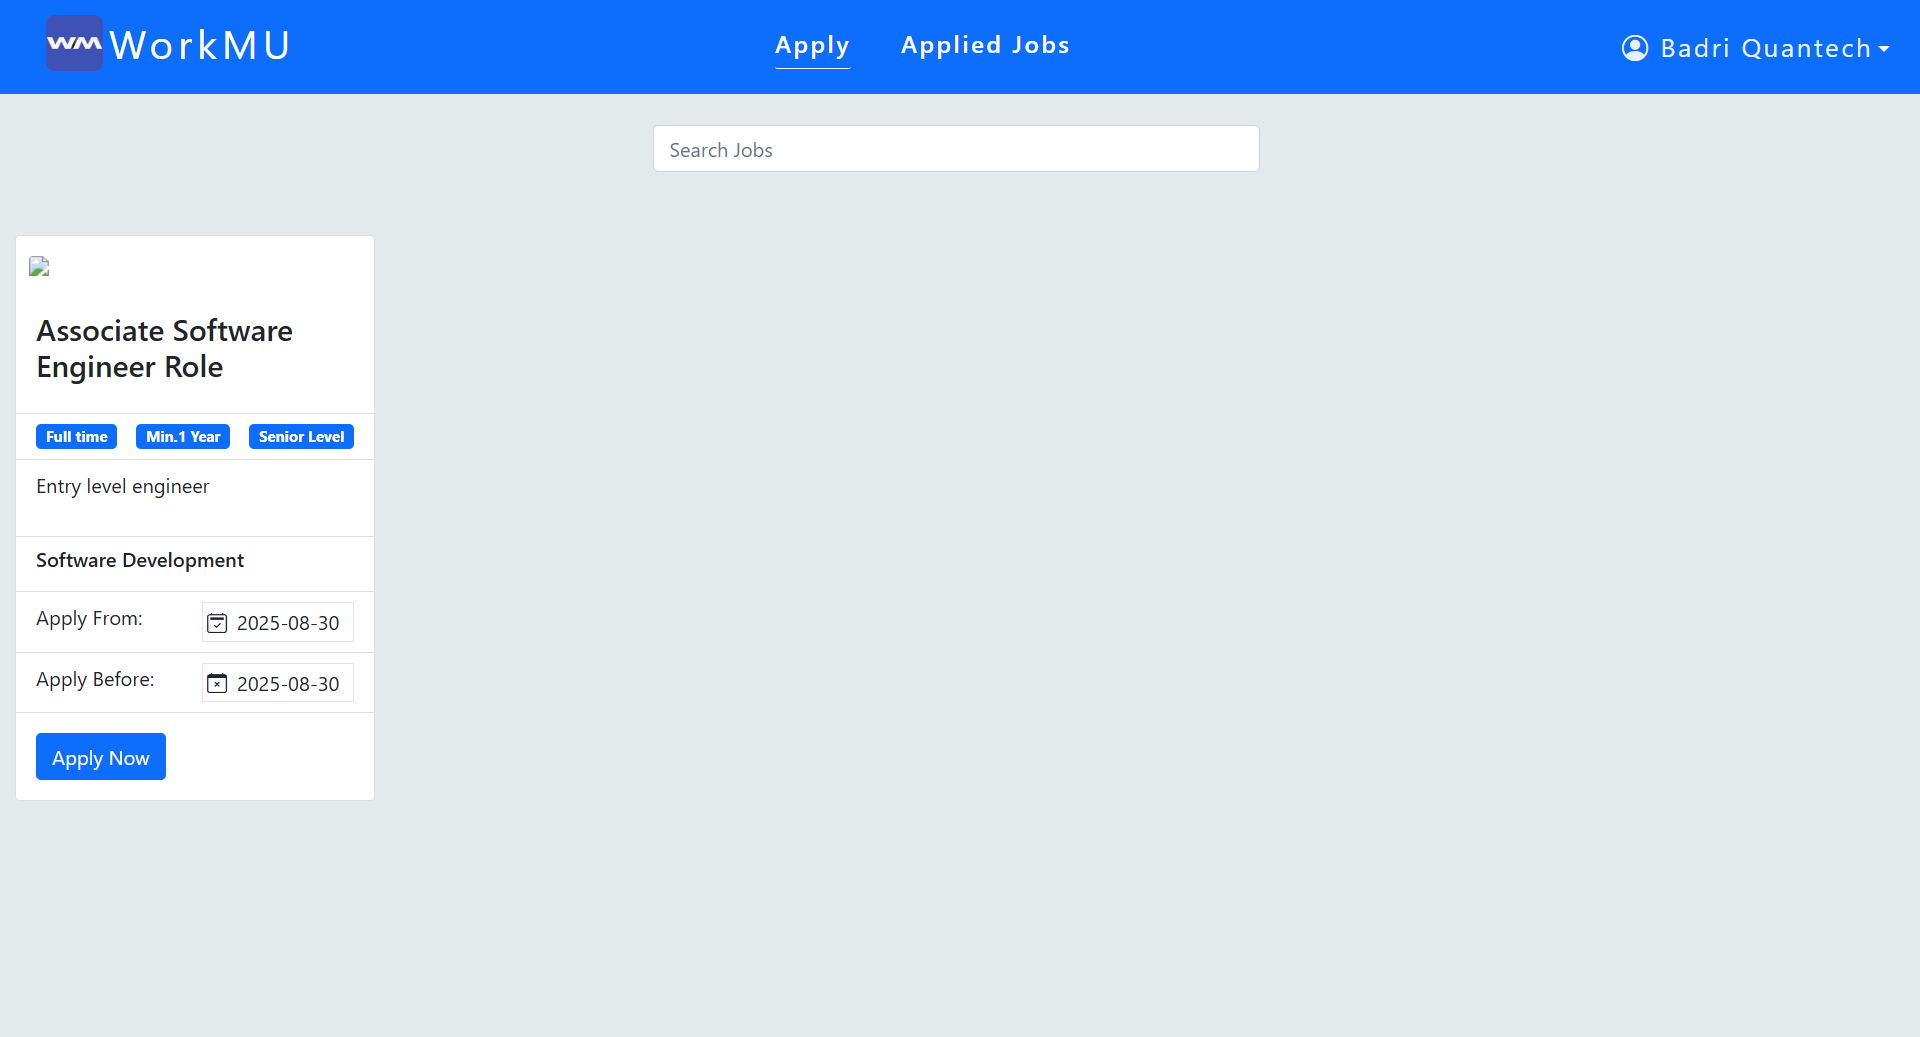 WM WorkMU
Apply
Applied Jobs
Badri Quantech
Search Jobs
Associate Software
Engineer Role
Full time
Min.1 Year
Senior Level
Entry level engineer
Software Development
Apply From:
2025-08-30
Apply Before:
2025-08-30
Apply Now